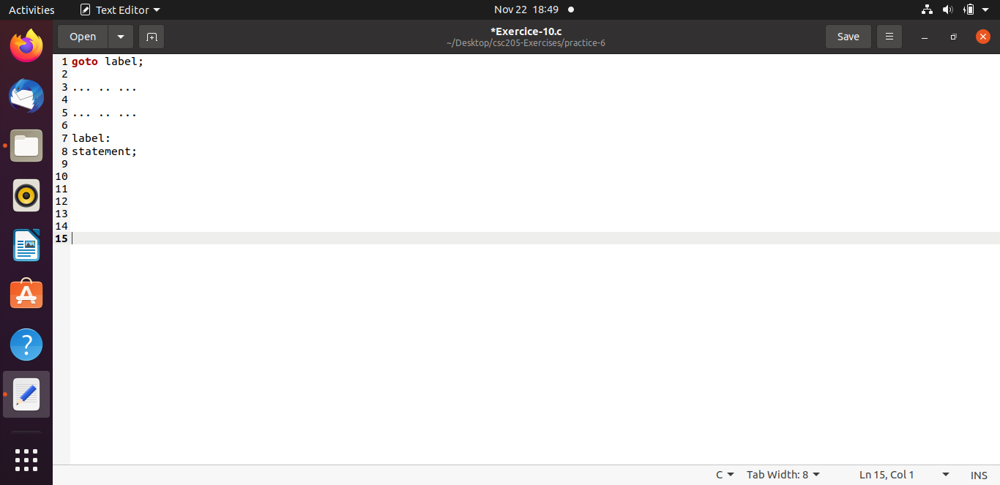 Activities Text Editor Nov 22 18:49
Open *Exercice-10.c Save
~/Desktop/csc205-Exercises/practice-6
1 goto label;
2
3 ... .. ...
4
5 ... .. ...
6
7 label:
8 statement;
9
10
11
12
13
14
15
C Tab Width: 8 Ln 15, Col 1 INS